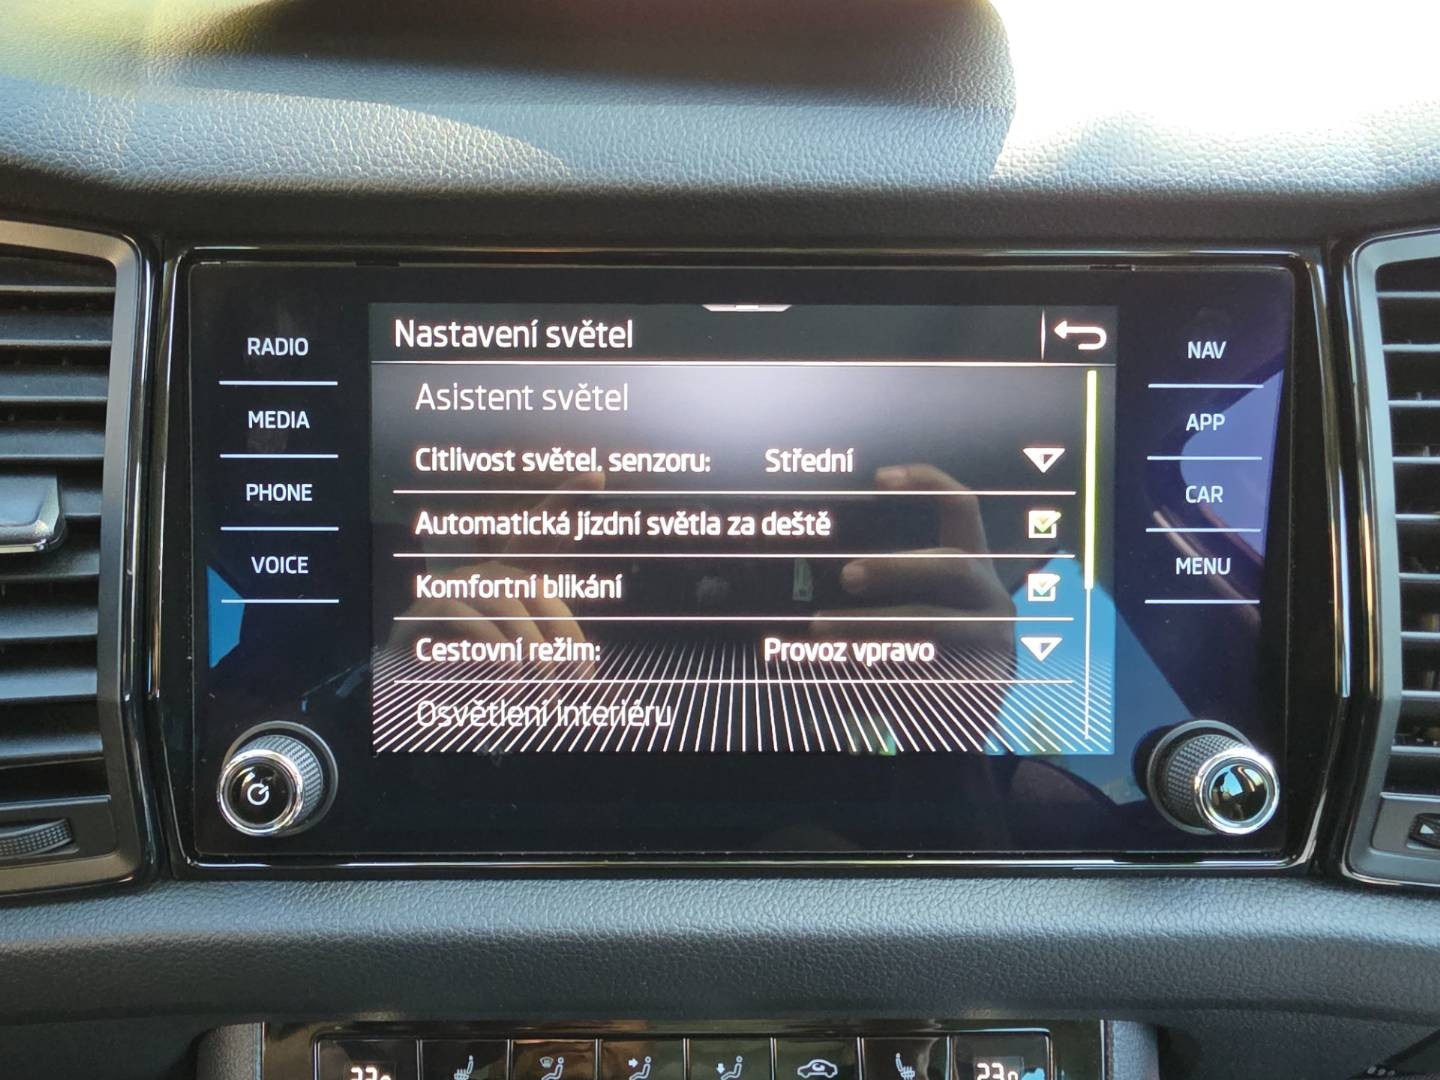 Nastavení světel
Asistent světel
Citlivost světel. senzoru: Střední
Automatická jízdní světla za deště
Komfortní blikání
Cestovní režim: Provoz vpravo
Osvětlení interiéru
RADIO
MEDIA
PHONE
VOICE
NAV
APP
CAR
MENU